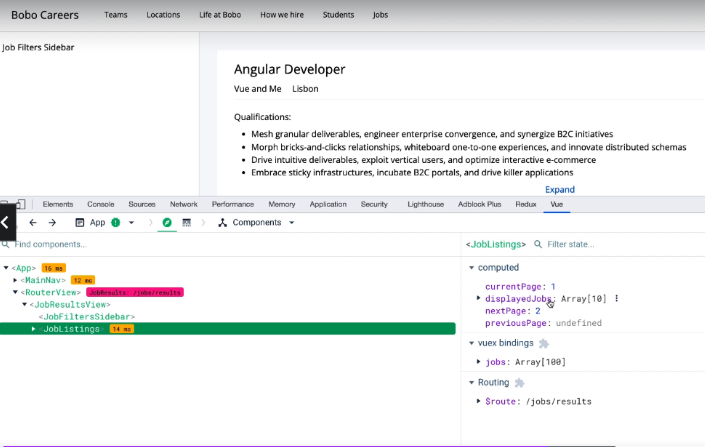 Bobo Careers Teams Locations Life at Bobo How we hire Students Jobs
Job Filters Sidebar
Angular Developer
Vue and Me Lisbon
Qualifications:
• Mesh granular deliverables, engineer enterprise convergence, and synergize B2C initiatives
• Morph bricks-and-clicks relationships, whiteboard one-to-one experiences, and innovate distributed schemas
• Drive intuitive deliverables, exploit vertical users, and optimize interactive e-commerce
• Embrace sticky infrastructures, incubate B2C portals, and drive killer applications
Expand
Elements Console Sources Network Performance Memory Application Security Lighthouse Adblock Plus Redux Vue
App 1 Components
Find components...
<App> 16 ms
<MainNav> 12 ms
<RouterView> JobResults: /jobs/results
<JobResultsView>
<JobFiltersSidebar>
<JobListings> 14 ms
<JobListings> Filter state...
computed
currentPage: 1
displayedJobs: Array[10]
nextPage: 2
previousPage: undefined
vuex bindings
jobs: Array[100]
Routing
$route: /jobs/results